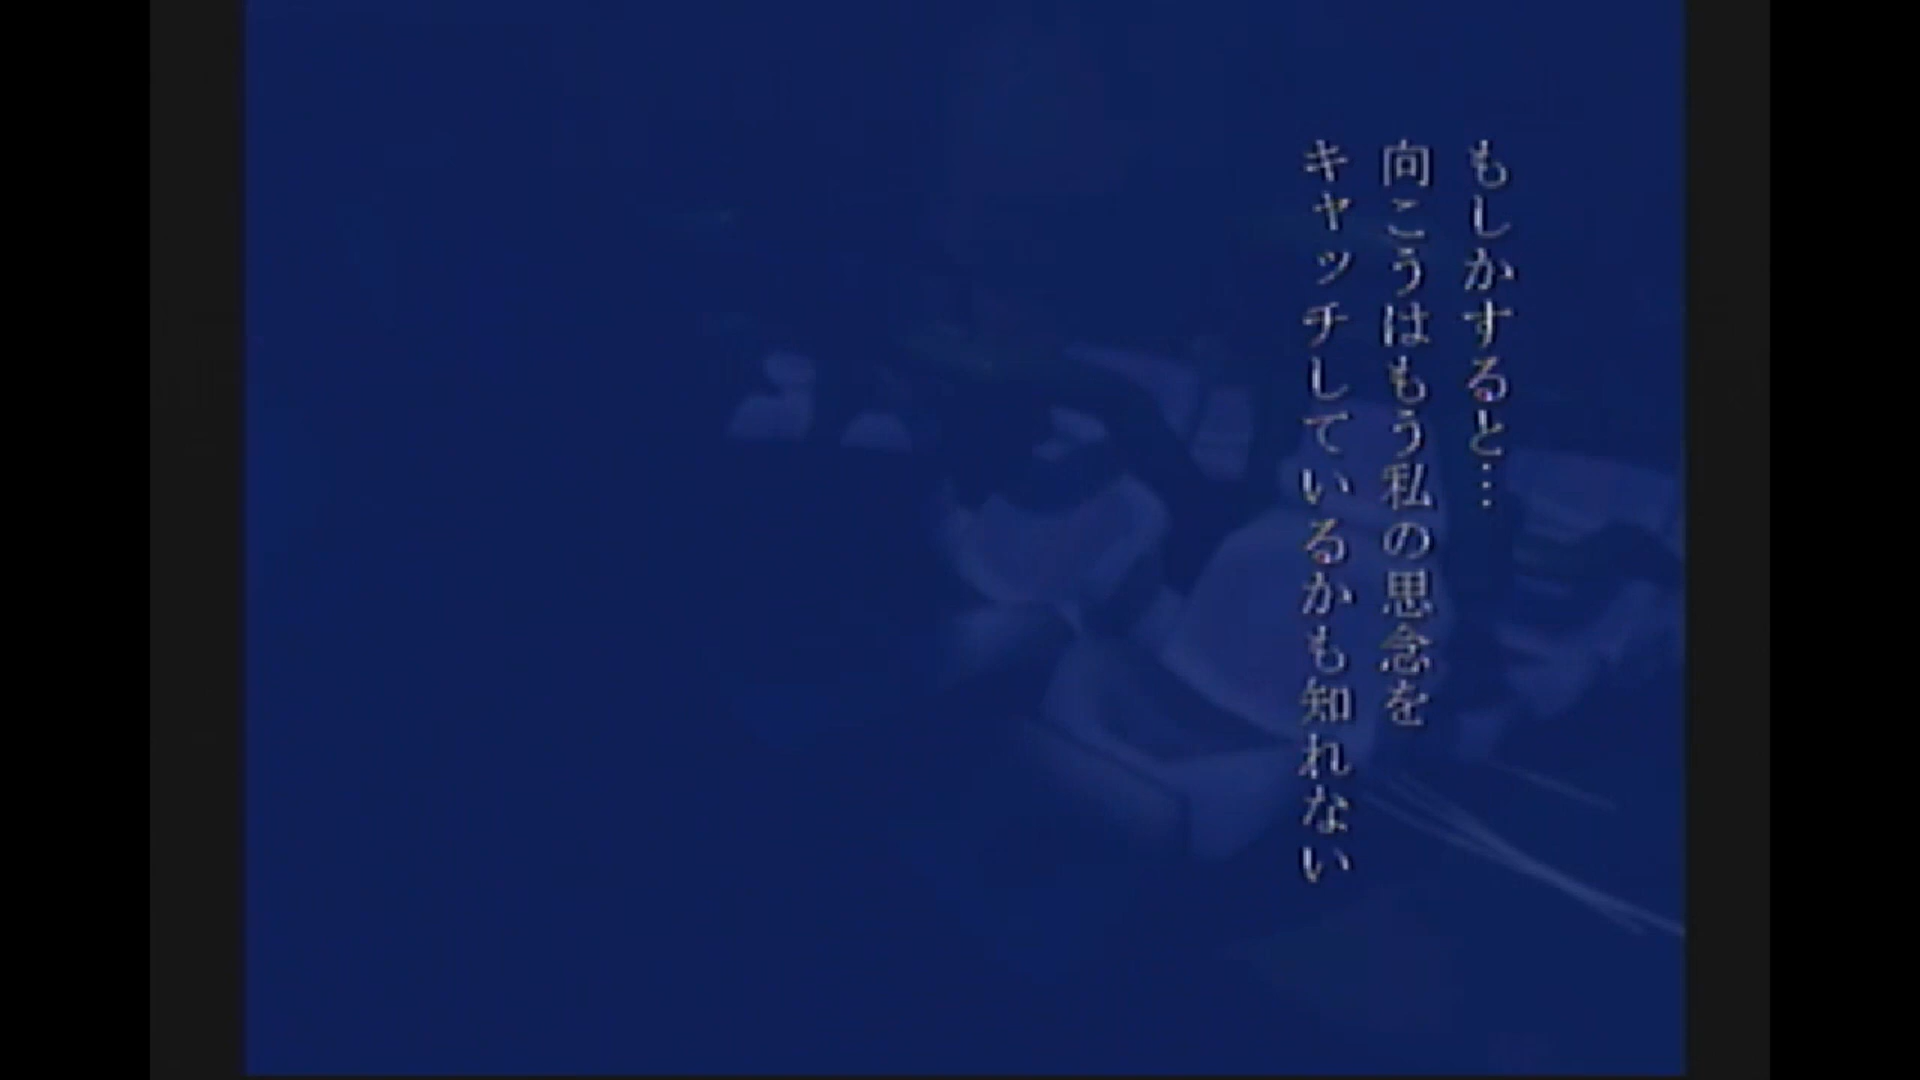 もしかすると…
向こうはもう私の思念を
キャッチしているかも知れない